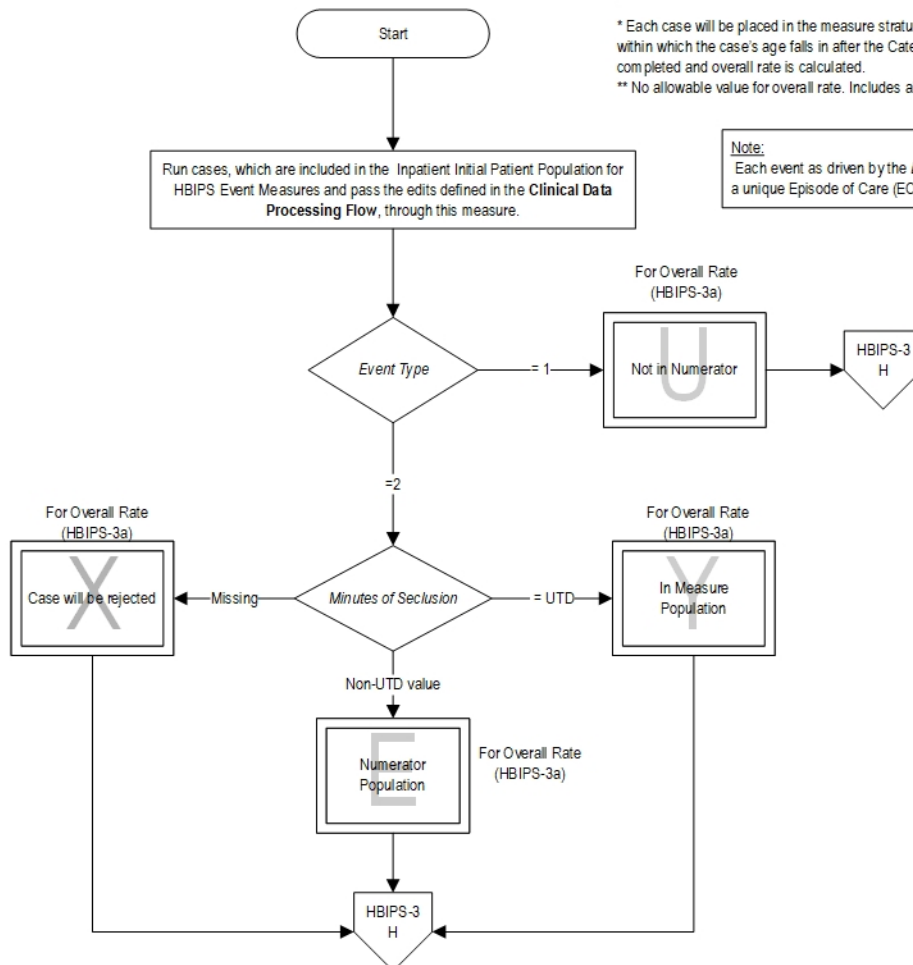 Start
* Each case will be placed in the measure
within which the case's age falls in after the
completed and overall rate is calculated.
** No allowable value for overall rate. Includes
Note:
Each event as driven by the
a unique Episode of Care
Run cases, which are included in the Inpatient Initial Patient Population for
HBIPS Event Measures and pass the edits defined in the Clinical Data
Processing Flow, through this measure.
For Overall Rate
(HBIPS-3a)
Event Type
= 1
U
Not in Numerator
HBIPS-3
H
=2
For Overall Rate
(HBIPS-3a)
For Overall Rate
(HBIPS-3a)
X
Case will be rejected
Missing
Minutes of Seclusion
= UTD
Y
In Measure
Population
Non-UTD value
E
Numerator
Population
For Overall Rate
(HBIPS-3a)
HBIPS-3
H